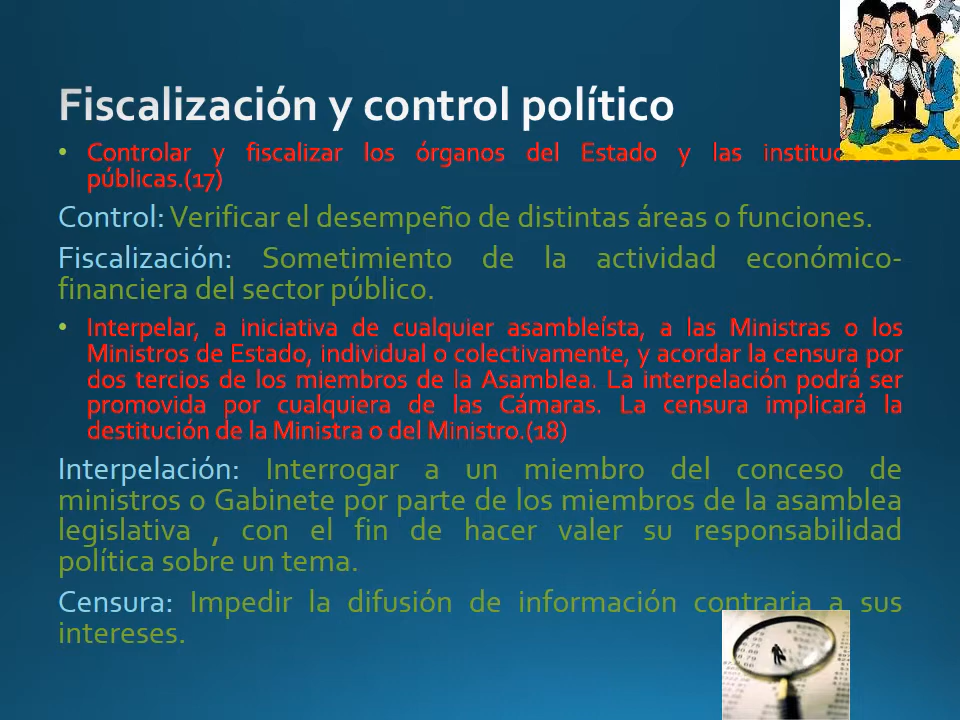 Fiscalización y control político
• Controlar y fiscalizar los órganos del Estado y las
públicas.(17)
Control: Verificar el desempeño de distintas áreas o funciones.
Fiscalización: Sometimiento de la actividad económico-
financiera del sector público.
• Interpelar, a iniciativa de cualquier asambleísta, a las Ministras o los
Ministros de Estado, individual o colectivamente, y acordar la censura por
dos tercios de los miembros de la Asamblea. La interpelación podrá ser
promovida por cualquiera de las Cámaras. La censura implicará la
destitución de la Ministra o del Ministro.(18)
Interpelación: Interrogar a un miembro del conceso de
ministros o Gabinete por parte de los miembros de la asamblea
legislativa , con el fin de hacer valer su responsabilidad
política sobre un tema.
Censura: Impedir la difusión de información contraria a sus
intereses.